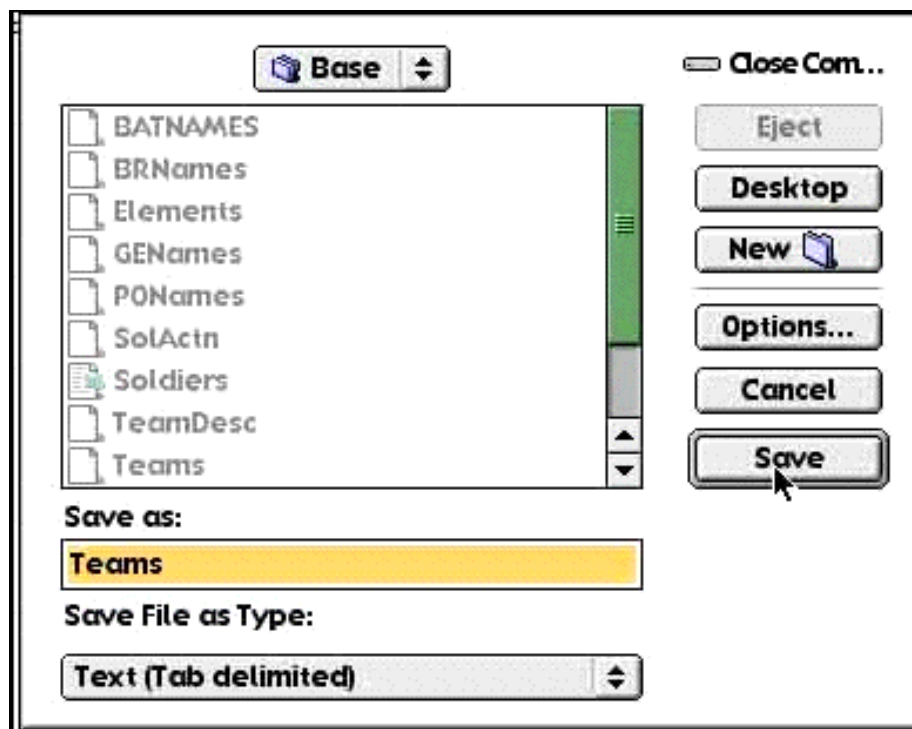 Base
Close Com...
BATNAMES
BRNames
Elements
GENames
PONames
SolActn
Soldiers
TeamDesc
Teams
Eject
Desktop
New
Options...
Cancel
Save
Save as:
Teams
Save File as Type:
Text (Tab delimited)